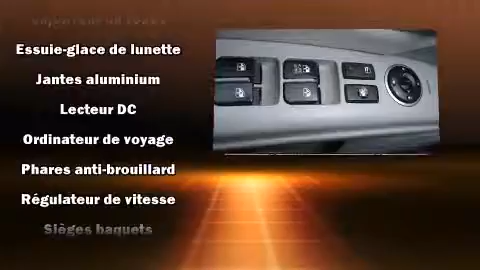 Essuie-glace de lunette
Jantes aluminium
Lecteur DC
Ordinateur de voyage
Phares anti-brouillard
Régulateur de vitesse
Sièges baquets